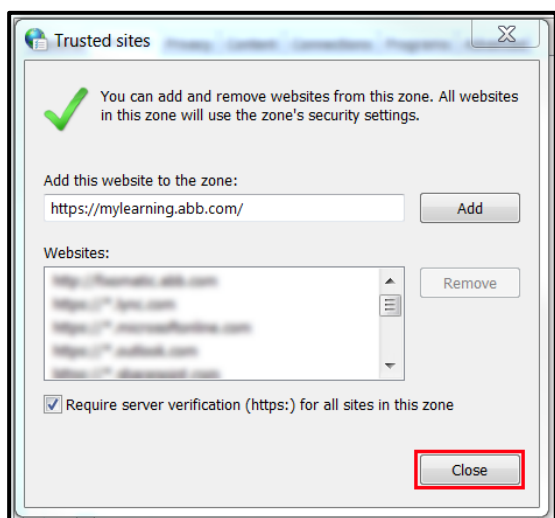 Trusted sites
You can add and remove websites from this zone. All websites
in this zone will use the zone's security settings.
Add this website to the zone:
https://mylearning.abb.com/
Add
Websites:
Remove
Require server verification (https:) for all sites in this zone
Close